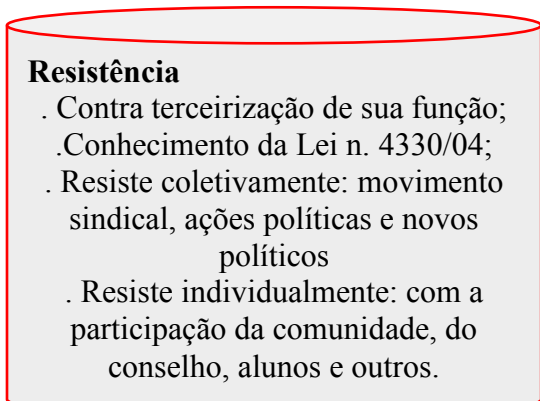 Resistência
. Contra terceirização de sua função;
.Conhecimento da Lei n. 4330/04;
. Resiste coletivamente: movimento
sindical, ações políticas e novos
políticos
. Resiste individualmente: com a
participação da comunidade, do
conselho, alunos e outros.